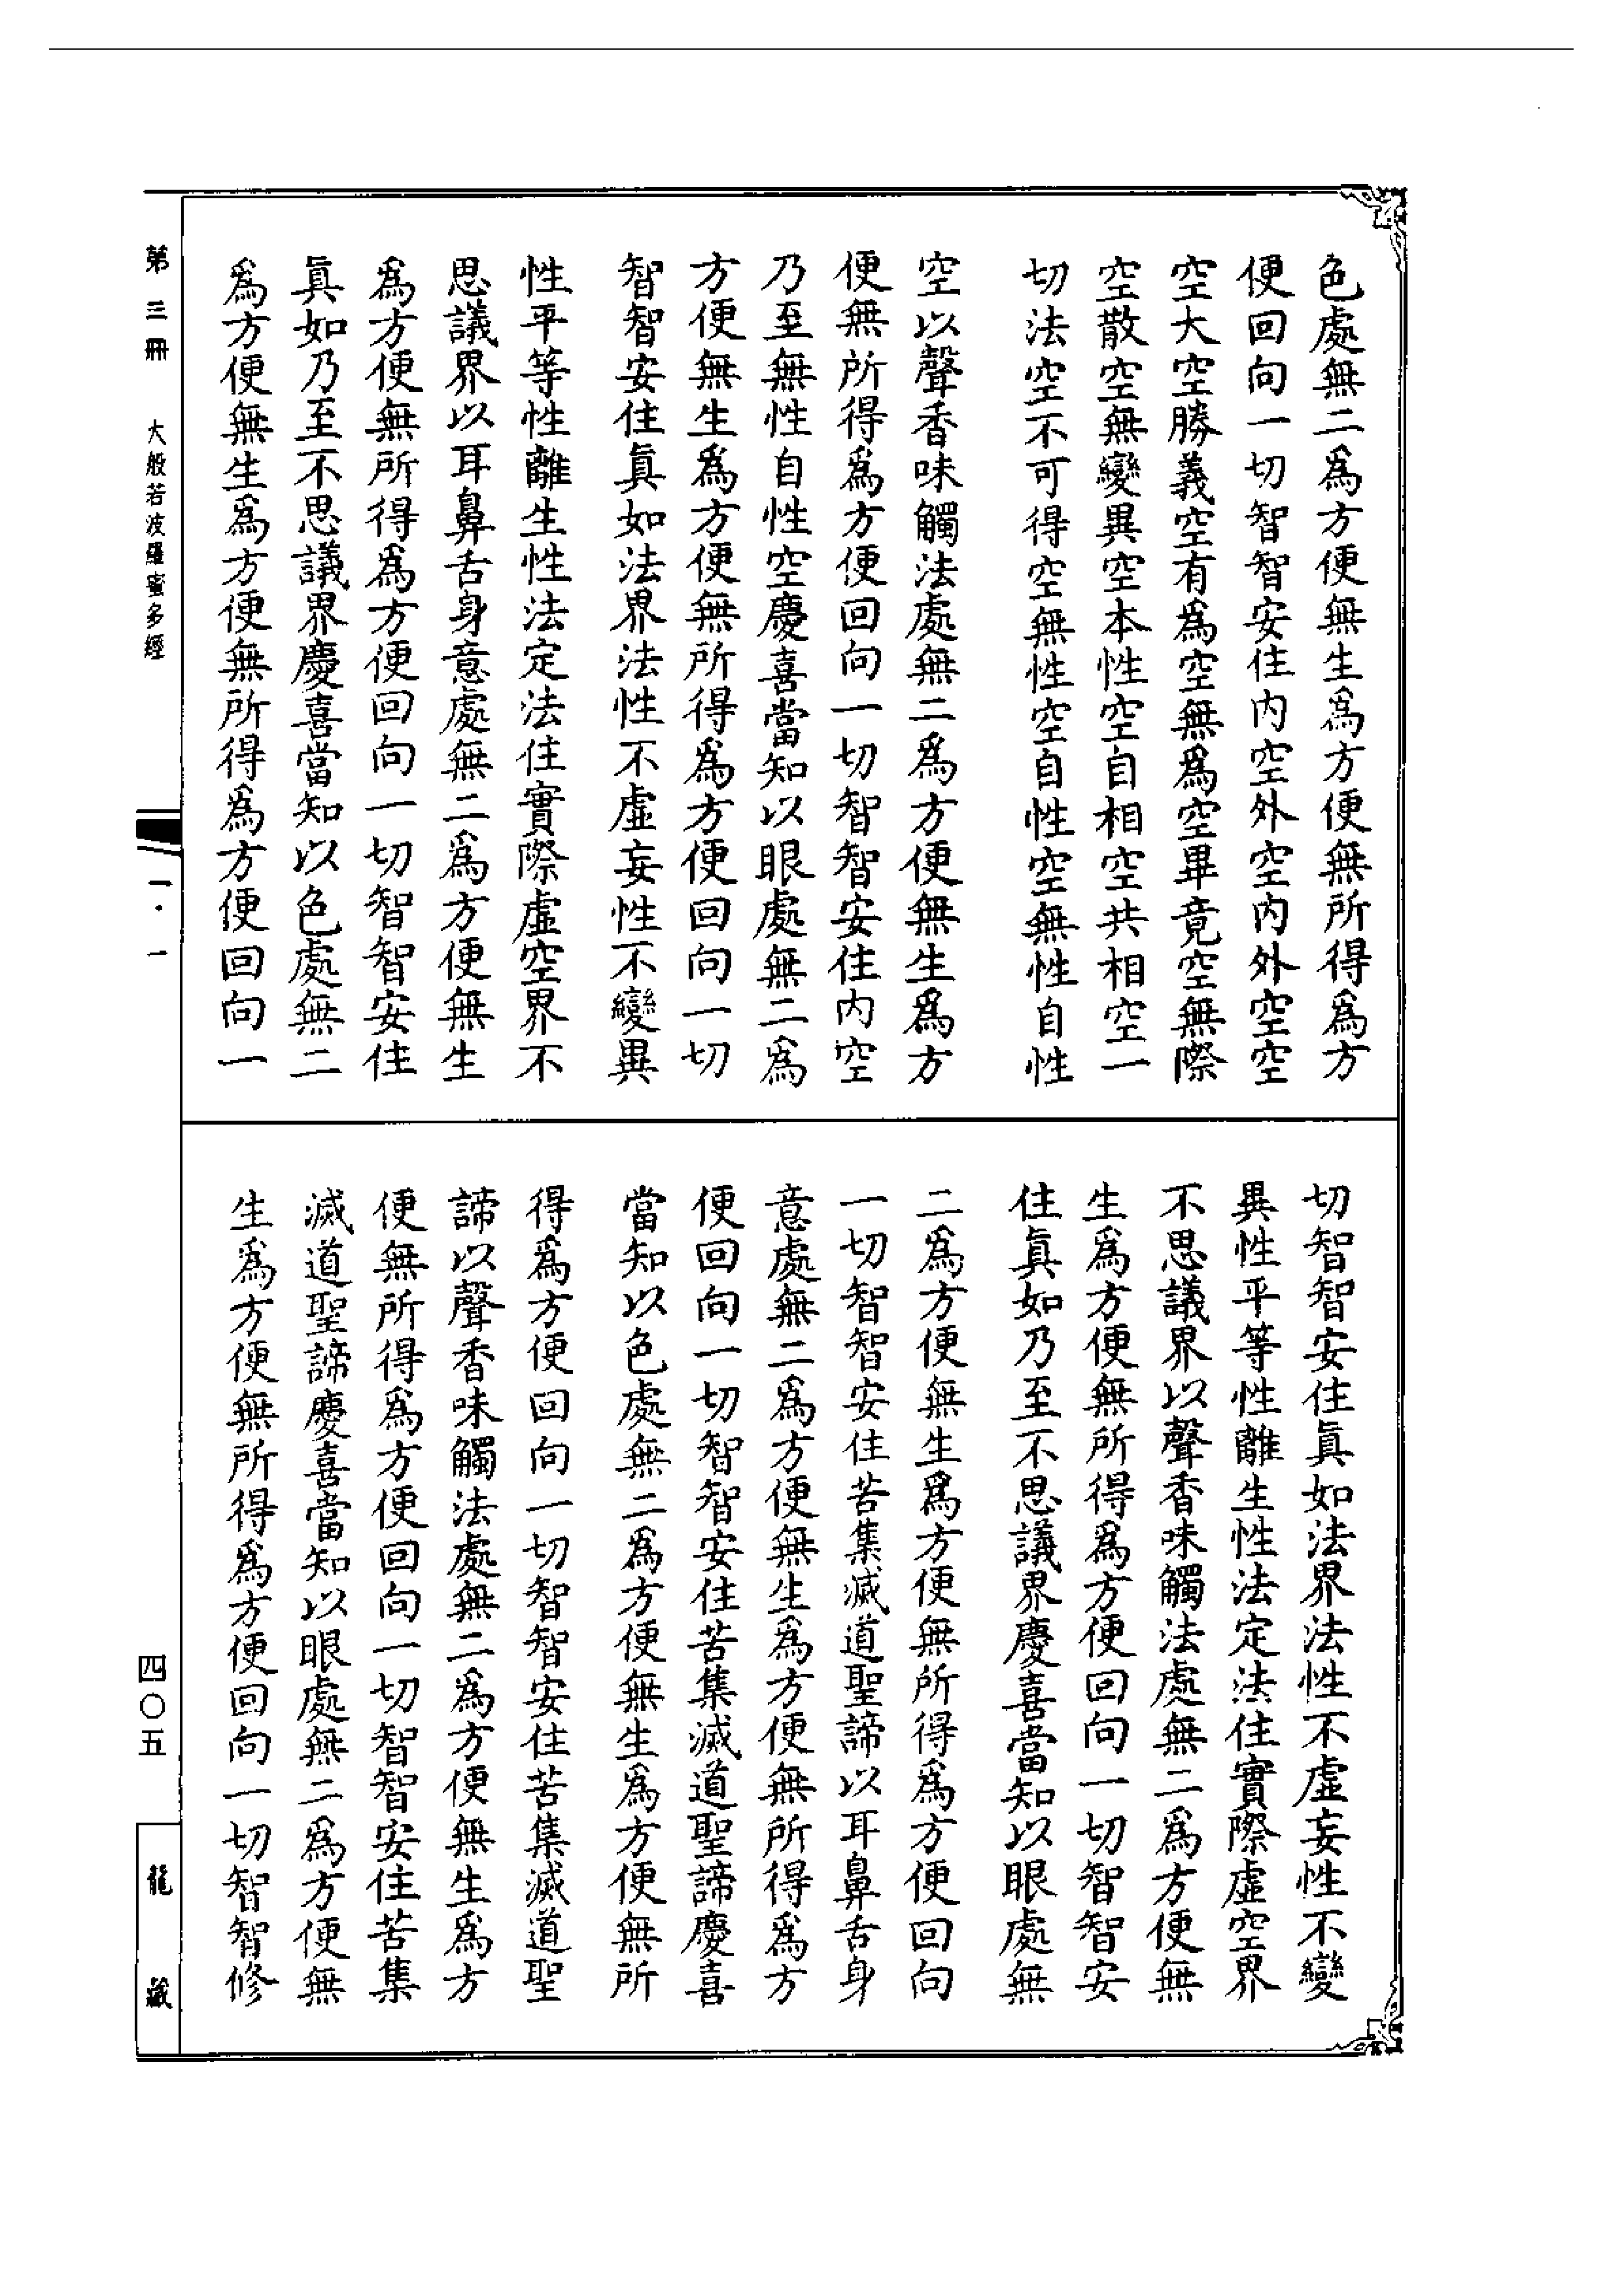 色處無二爲方便無生爲方便無所得爲方
便回向一切智智安住内空外空内外空空
空大空勝義空有爲空無爲空畢竟空無際
空散空無變異空本性空自相空共相空一
切法空不可得空無性空自性空無性自性
空以聲香味觸法處無二爲方便無生爲方
便無所得爲方便回向一切智智安住内空
乃至無性自性空慶喜當知以眼處無二爲
方便無生爲方便無所得爲方便回向一切
智智安住眞如法界法性不虛妄性不變異
性平等性離生性法定法住實際虛空界不
思議界以耳鼻舌身意處無二爲方便無生
爲方便無所得爲方便回向一切智智安住
眞如乃至不思議界慶喜當知以色處無二
爲方便無生爲方便無所得爲方便回向一
切智智安住眞如法界法性不虛妄性不變
異性平等性離生性法定法住實際虛空界
不思議界以聲香味觸法處無二爲方便無
生爲方便無所得爲方便回向一切智智安
住眞如乃至不思議界慶喜當知以眼處無
二爲方便無生爲方便無所得爲方便回向
一切智智安住苦集滅道聖諦以耳鼻舌身
意處無二爲方便無生爲方便無所得爲方
便回向一切智智安住苦集滅道聖諦慶喜
當知以色處無二爲方便無生爲方便無所
得爲方便回向一切智智安住苦集滅道聖
諦以聲香味觸法處無二爲方便無生爲方
便無所得爲方便回向一切智智安住苦集
滅道聖諦慶喜當知以眼處無二爲方便無
生爲方便無所得爲方便回向一切智智修
第三冊 大般若波羅蜜多經 一·一
四〇五
龍藏